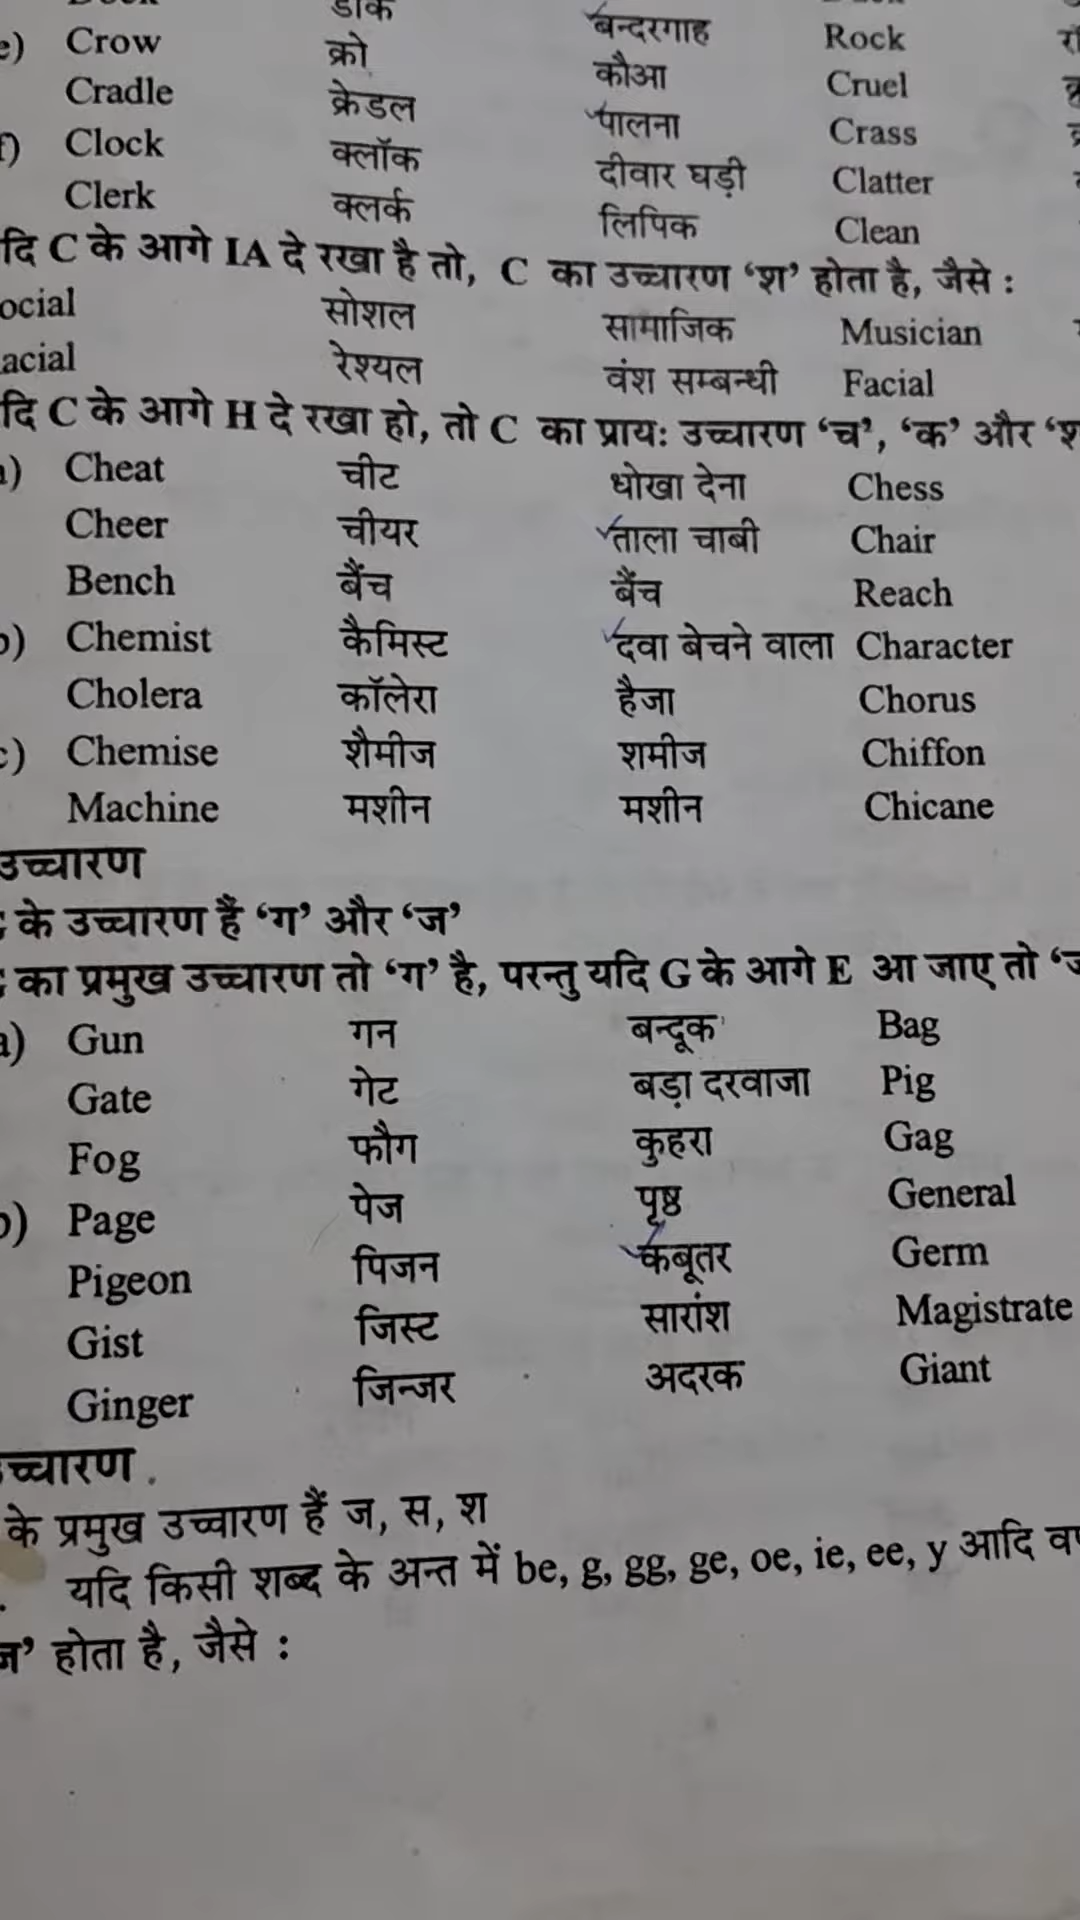 डॉक बन्दरगाह Rock
Crow क्रो कौआ Cruel
Cradle क्रेडल पालना Crass
Clock क्लॉक दीवार घड़ी Clatter
Clerk क्लर्क लिपिक Clean
दि C के आगे IA दे रखा है तो, C का उच्चारण ‘श’ होता है, जैसे :
ocial सोशल सामाजिक Musician
acial रेश्यल वंश सम्बन्धी Facial
दि C के आगे H दे रखा हो, तो C का प्रायः उच्चारण ‘च’, ‘क’ और ‘श
Cheat चीट धोखा देना Chess
Cheer चीयर ताला चाबी Chair
Bench बैंच बैंच Reach
Chemist कैमिस्ट दवा बेचने वाला Character
Cholera कॉलेरा हैजा Chorus
Chemise शैमीज शमीज Chiffon
Machine मशीन मशीन Chicane
उच्चारण
के उच्चारण हैं ‘ग’ और ‘ज’
का प्रमुख उच्चारण तो ‘ग’ है, परन्तु यदि G के आगे E आ जाए तो ‘ज
Gun गन बन्दूक Bag
Gate गेट बड़ा दरवाजा Pig
Fog फौग कुहरा Gag
Page पेज पृष्ठ General
Pigeon पिजन कबूतर Germ
Gist जिस्ट सारांश Magistrate
Ginger जिन्जर अदरक Giant
च्चारण .
के प्रमुख उच्चारण हैं ज, स, श
यदि किसी शब्द के अन्त में be, g, gg, ge, oe, ie, ee, y आदि
ज’ होता है, जैसे :